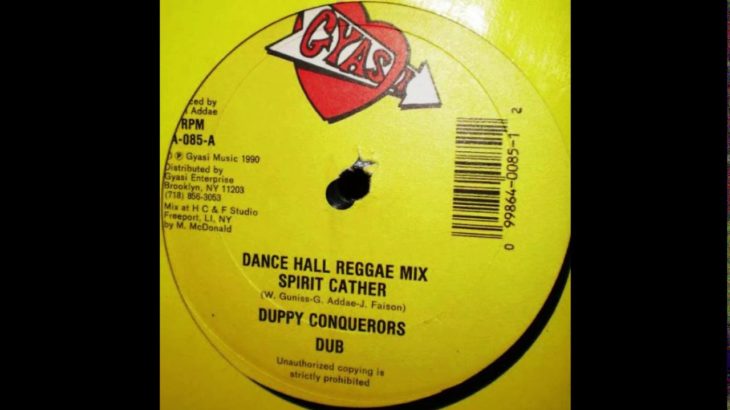 GYASI
ced by
Addae
RPM
A-085-A
© ℗ Gyasi Music 1990
Distributed by
Gyasi Enterprise
Brooklyn, NY 11203
(718) 856-3053
Mix at H C & F Studio
Freeport, LI, NY
by M. McDonald
0 99864-0085-1 2
DANCE HALL REGGAE MIX
SPIRIT CATHER
(W. Guniss-G. Addae-J. Faison)
DUPPY CONQUERORS
DUB
Unauthorized copying is
strictly prohibited